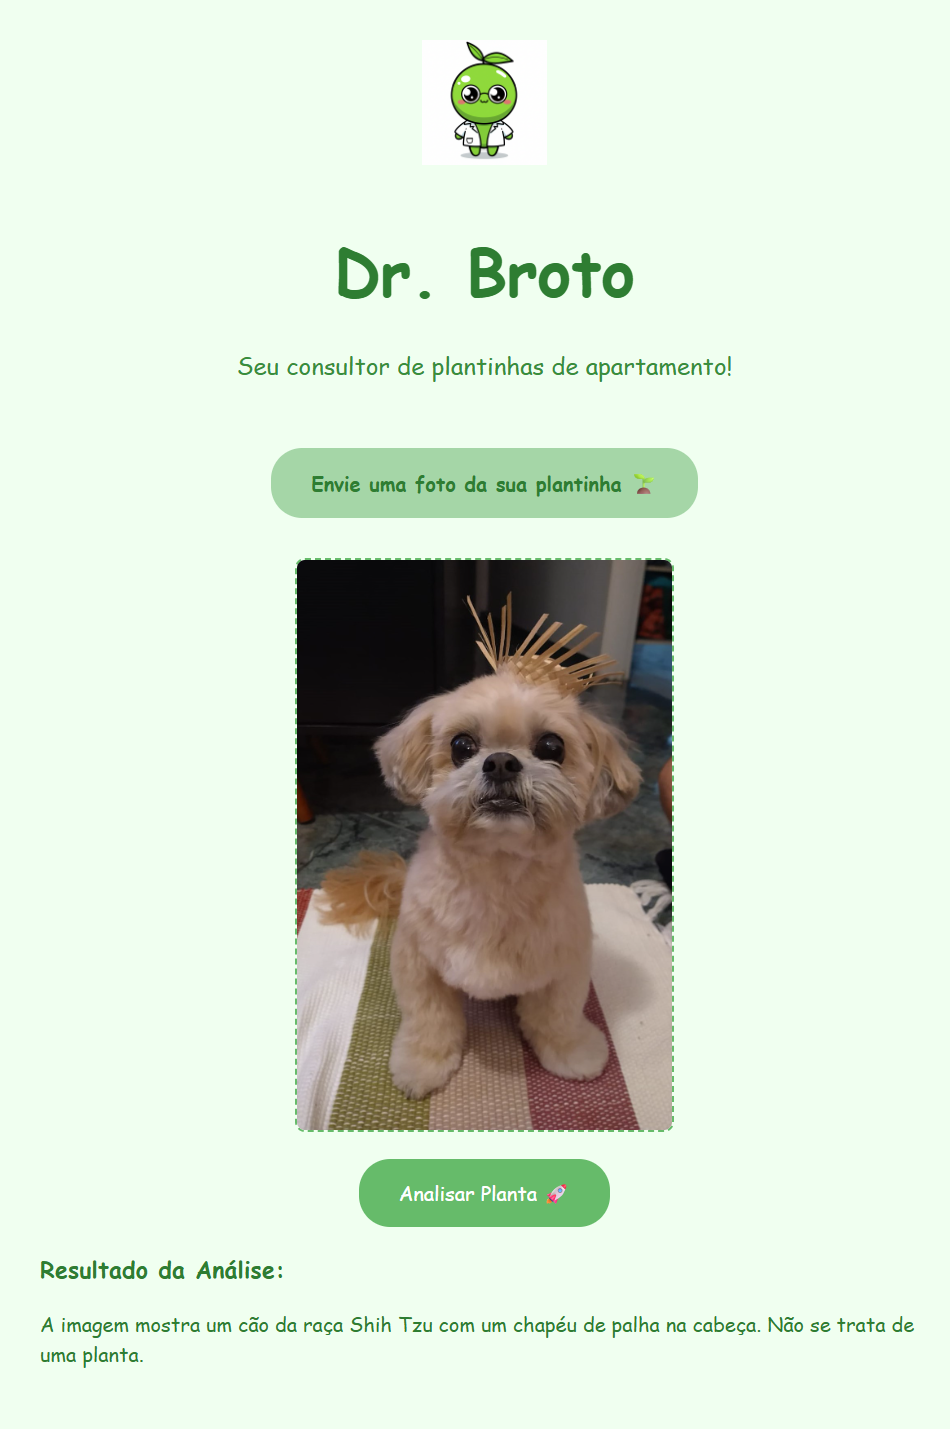 Dr. Broto
Seu consultor de plantinhas de apartamento!
Envie uma foto da sua plantinha 🌱
Analisar Planta 🚀
Resultado da Análise:
A imagem mostra um cão da raça Shih Tzu com um chapéu de palha na cabeça. Não se trata de
uma planta.